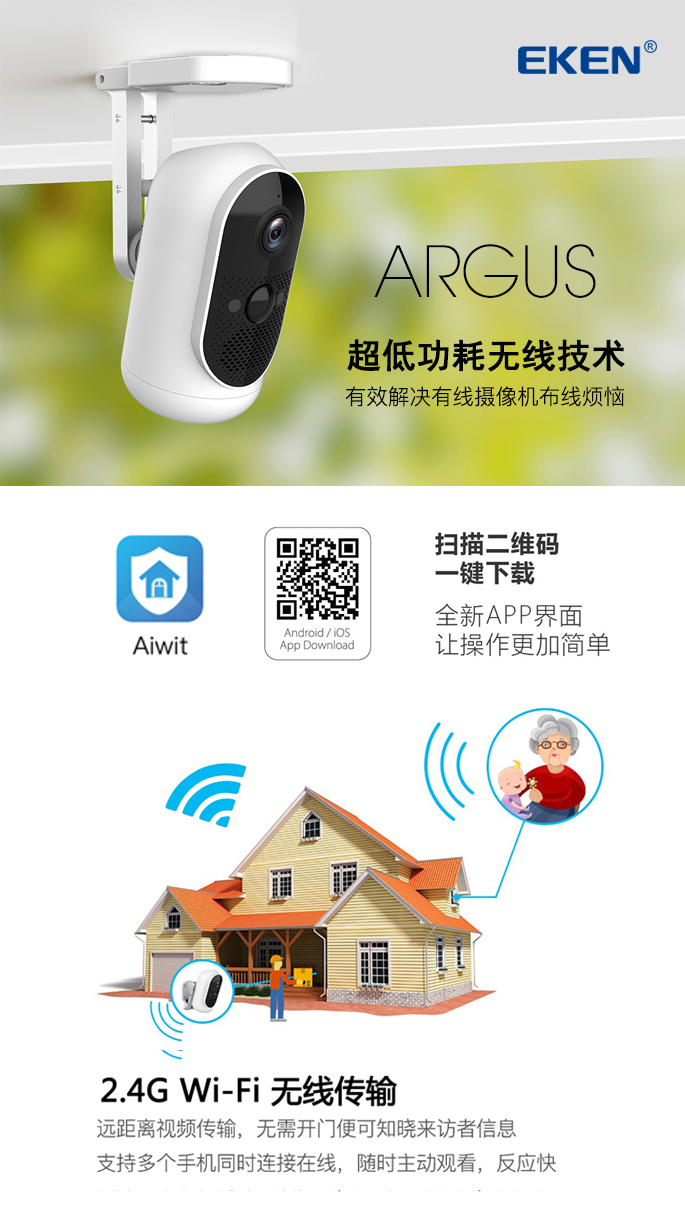 EKEN®
ARGUS
超低功耗无线技术
有效解决有线摄像机布线烦恼
扫描二维码
一键下载
全新APP界面
让操作更加简单
Aiwit
Android / iOS
App Download
2.4G Wi-Fi 无线传输
远距离视频传输，无需开门便可知晓来访者信息
支持多个手机同时连接在线，随时主动观看，反应快